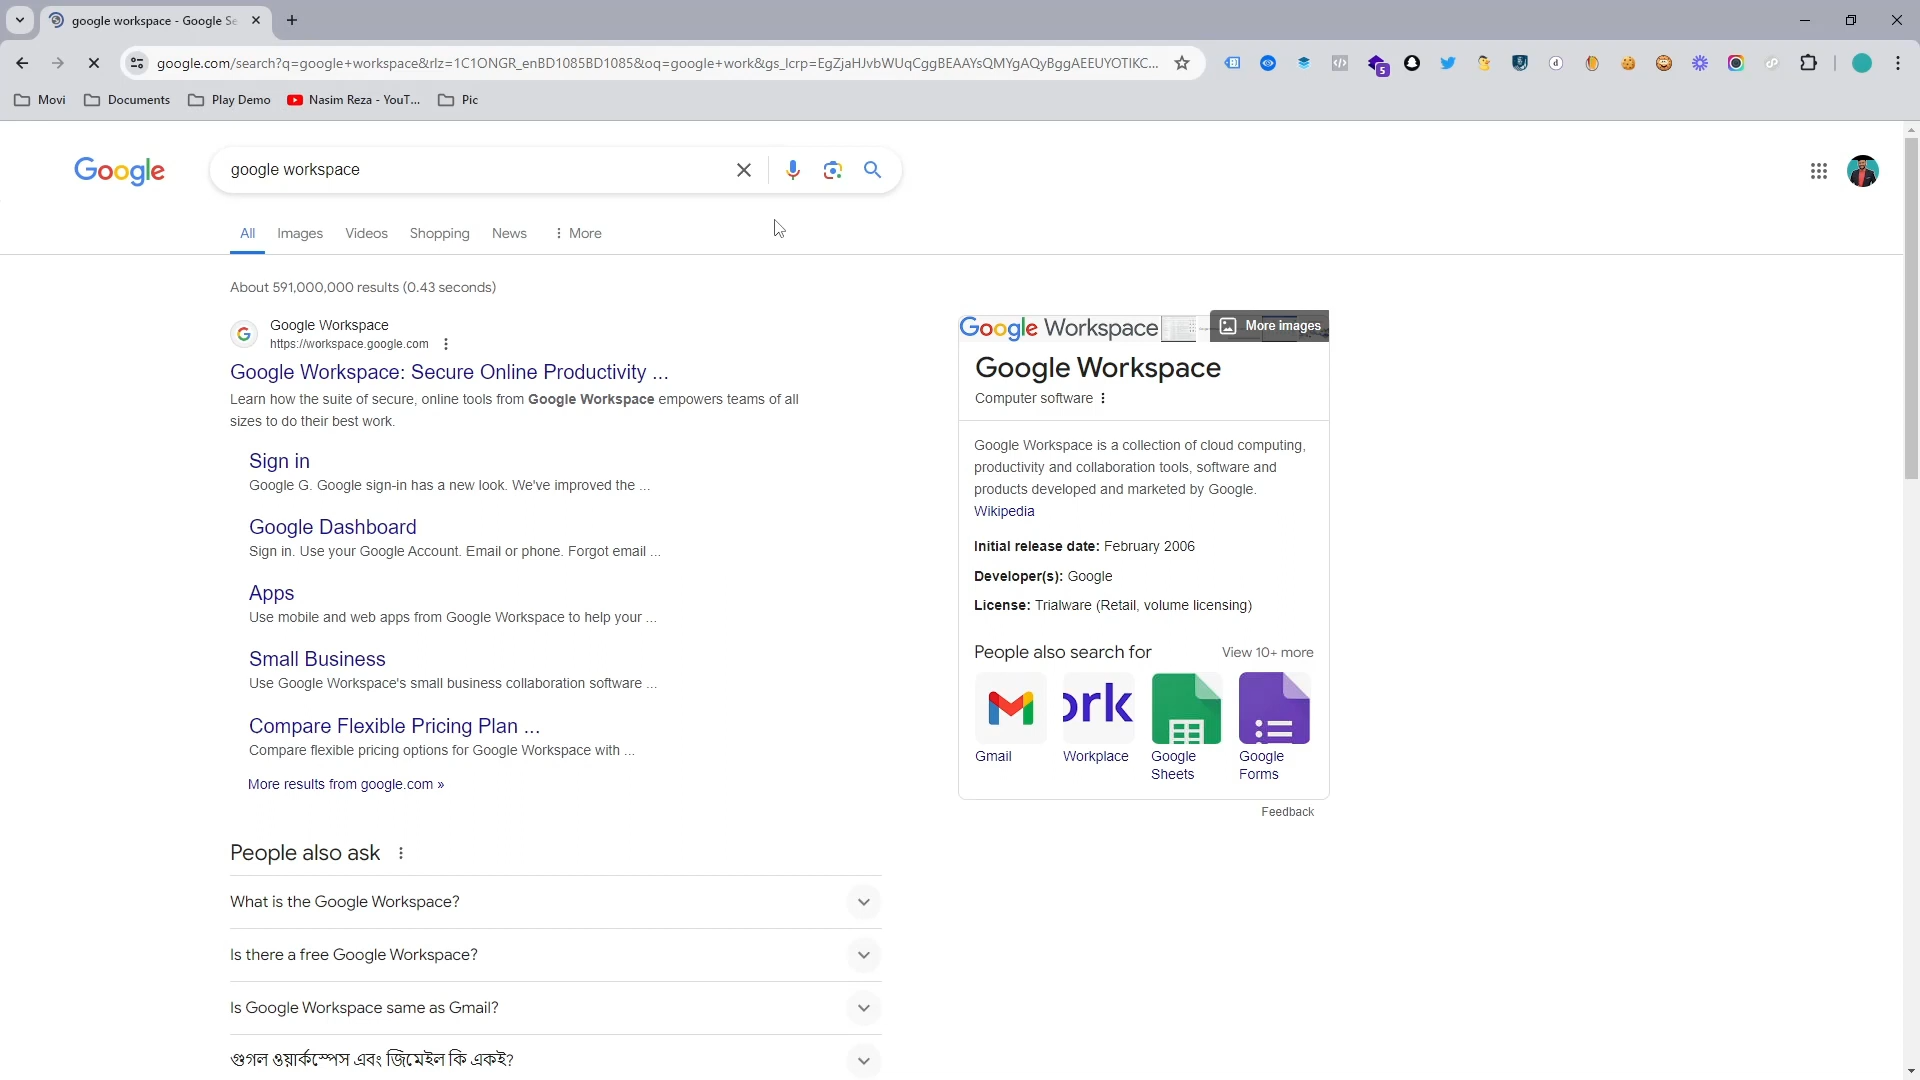 google workspace - Google Se
google.com/search?q=google+workspace&rlz=1C1ONGR_enBD1085BD1085&oq=google+work&gs_lcrp=EgZjaHJvbWUqCggBEAAYsQMYgAQyBggAEEUYOTIKC...
5
Movi
Documents
Play Demo
Nasim Reza - YouT...
Pic
Google
google workspace
All
Images
Videos
Shopping
News
More
About 591,000,000 results (0.43 seconds)
Google Workspace
https://workspace.google.com
Google Workspace: Secure Online Productivity ...
Learn how the suite of secure, online tools from Google Workspace empowers teams of all
sizes to do their best work.
Sign in
Google G. Google sign-in has a new look. We've improved the ...
Google Dashboard
Sign in. Use your Google Account. Email or phone. Forgot email ...
Apps
Use mobile and web apps from Google Workspace to help your ...
Small Business
Use Google Workspace's small business collaboration software ...
Compare Flexible Pricing Plan ...
Compare flexible pricing options for Google Workspace with ...
More results from google.com »
People also ask
What is the Google Workspace?
Is there a free Google Workspace?
Is Google Workspace same as Gmail?
গুগল ওয়ার্কস্পেস এবং জিমেইল কি একই?
Google Workspace
More images
Google Workspace
Computer software
Google Workspace is a collection of cloud computing,
productivity and collaboration tools, software and
products developed and marketed by Google.
Wikipedia
Initial release date: February 2006
Developer(s): Google
License: Trialware (Retail, volume licensing)
People also search for
View 10+ more
ork
Gmail
Workplace
Google
Sheets
Google
Forms
Feedback